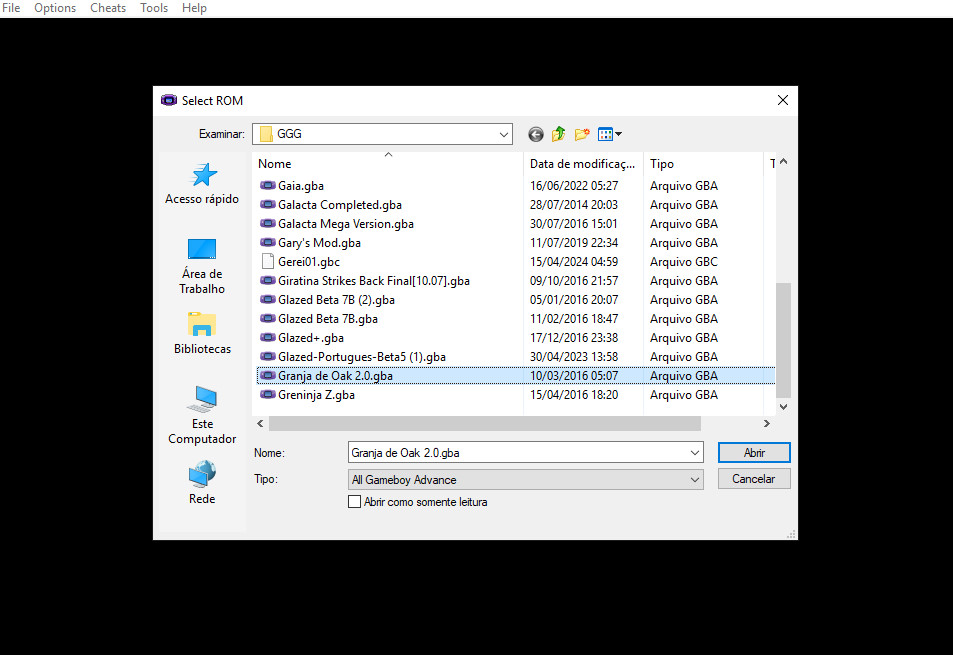 File Options Cheats Tools Help
Select ROM
Examinar: GGG
Nome Data de modificaç... Tipo T
Gaia.gba 16/06/2022 05:27 Arquivo GBA
Galacta Completed.gba 28/07/2014 20:03 Arquivo GBA
Galacta Mega Version.gba 30/07/2016 15:01 Arquivo GBA
Gary's Mod.gba 11/07/2019 22:34 Arquivo GBA
Gerei01.gbc 15/04/2024 04:59 Arquivo GBC
Giratina Strikes Back Final[10.07].gba 09/10/2016 21:57 Arquivo GBA
Glazed Beta 7B (2).gba 05/01/2016 20:07 Arquivo GBA
Glazed Beta 7B.gba 11/02/2016 18:47 Arquivo GBA
Glazed+.gba 17/12/2016 23:38 Arquivo GBA
Glazed-Portugues-Beta5 (1).gba 30/04/2023 13:58 Arquivo GBA
Granja de Oak 2.0.gba 10/03/2016 05:07 Arquivo GBA
Greninja Z.gba 15/04/2016 18:20 Arquivo GBA
Acesso rápido
Área de
Trabalho
Bibliotecas
Este
Computador
Rede
Nome: Granja de Oak 2.0.gba Abrir
Tipo: All Gameboy Advance Cancelar
Abrir como somente leitura